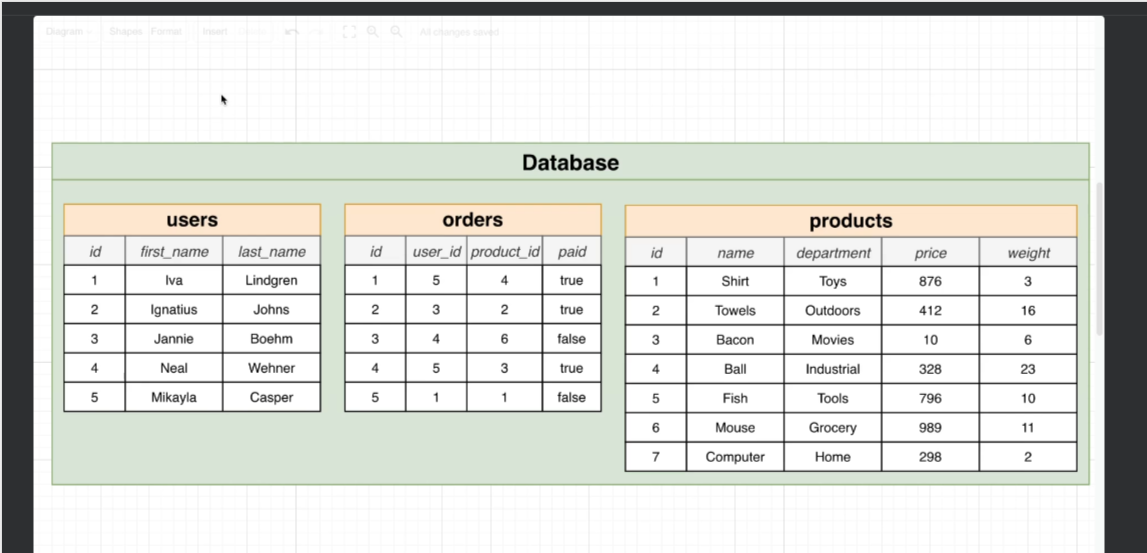 Diagram Shapes Format Insert All changes saved
Database
users
id first_name last_name
1 Iva Lindgren
2 Ignatius Johns
3 Jannie Boehm
4 Neal Wehner
5 Mikayla Casper
orders
id user_id product_id paid
1 5 4 true
2 3 2 true
3 4 6 false
4 5 3 true
5 1 1 false
products
id name department price weight
1 Shirt Toys 876 3
2 Towels Outdoors 412 16
3 Bacon Movies 10 6
4 Ball Industrial 328 23
5 Fish Tools 796 10
6 Mouse Grocery 989 11
7 Computer Home 298 2